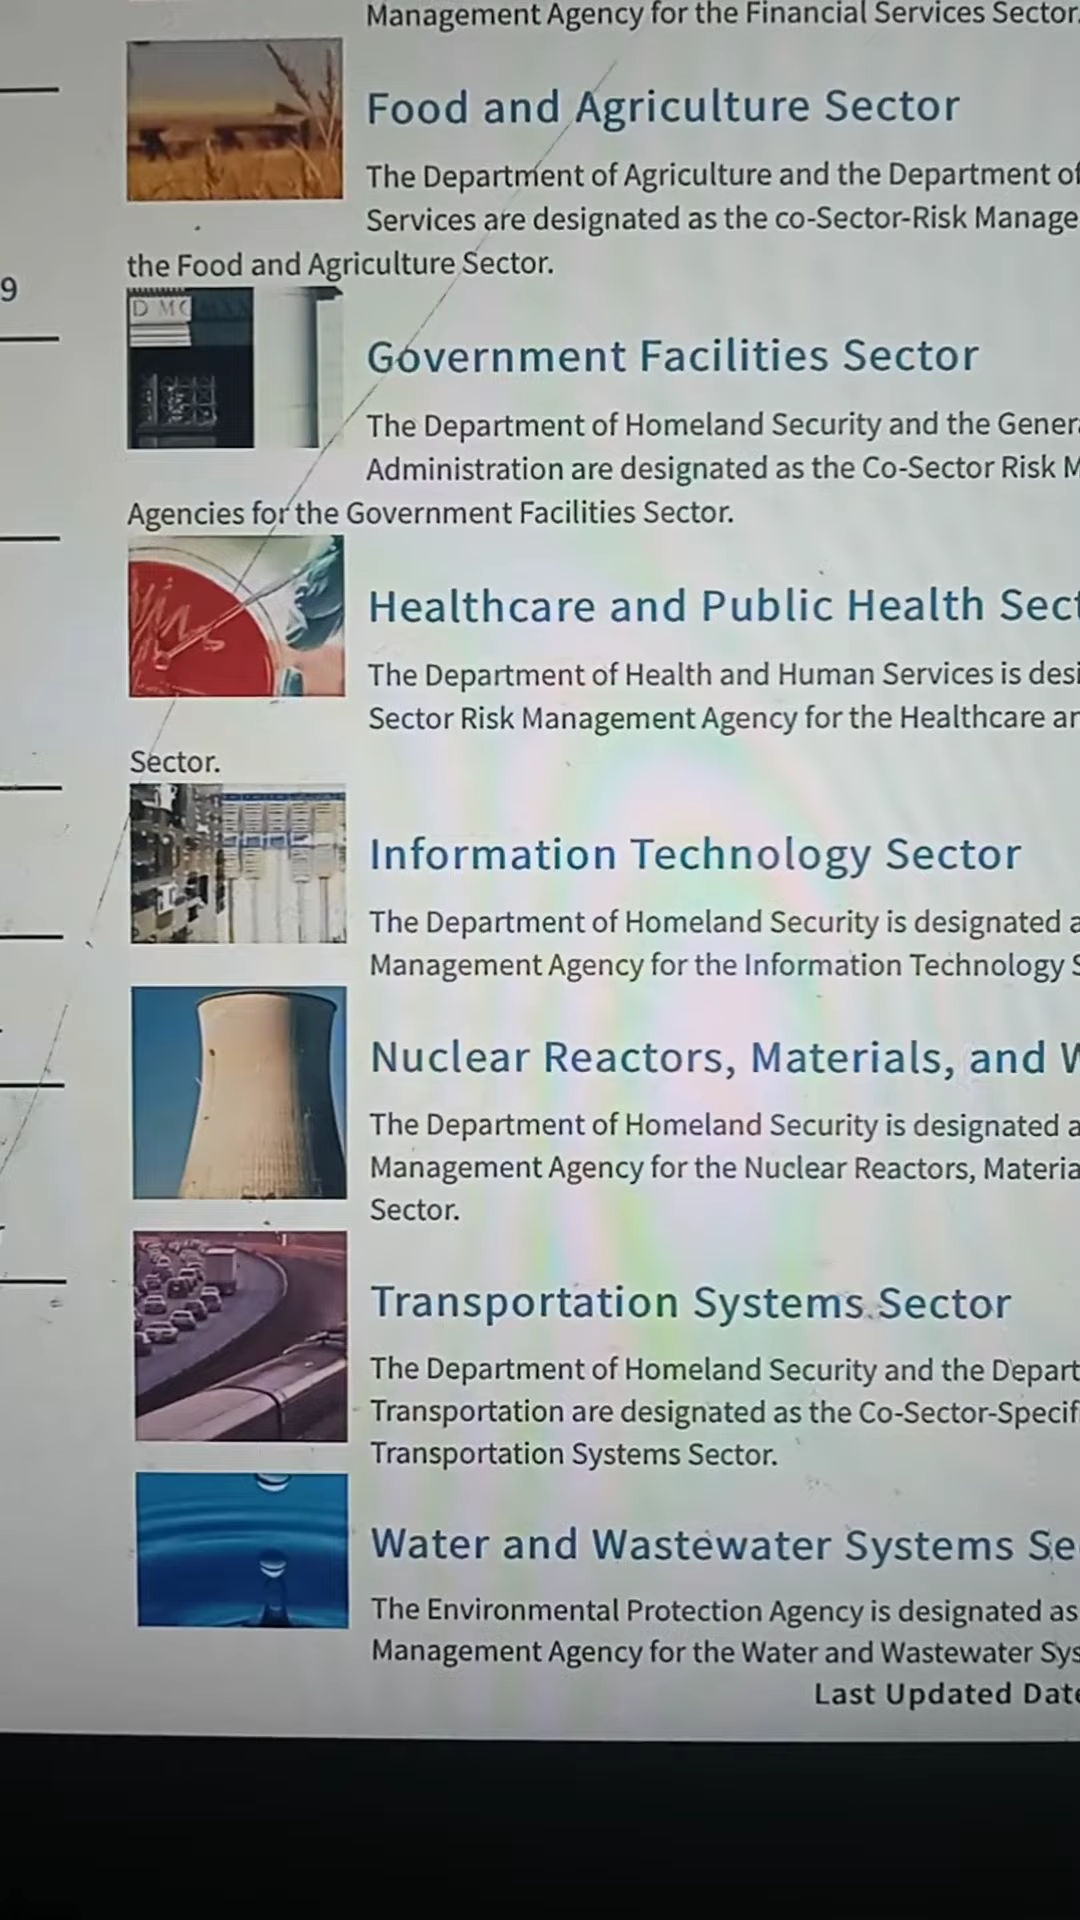 Management Agency for the Financial Services Sector.
Food and Agriculture Sector
The Department of Agriculture and the Department of
Services are designated as the co-Sector-Risk Manage
the Food and Agriculture Sector.
9
D MC
Government Facilities Sector
The Department of Homeland Security and the Gener
Administration are designated as the Co-Sector Risk M
Agencies for the Government Facilities Sector.
Healthcare and Public Health Sect
The Department of Health and Human Services is desi
Sector Risk Management Agency for the Healthcare an
Sector.
Information Technology Sector
The Department of Homeland Security is designated a
Management Agency for the Information Technology S
Nuclear Reactors, Materials, and W
The Department of Homeland Security is designated a
Management Agency for the Nuclear Reactors, Materia
Sector.
Transportation Systems Sector
The Department of Homeland Security and the Depart
Transportation are designated as the Co-Sector-Specif
Transportation Systems Sector.
Water and Wastewater Systems Se
The Environmental Protection Agency is designated as
Management Agency for the Water and Wastewater Sys
Last Updated Date